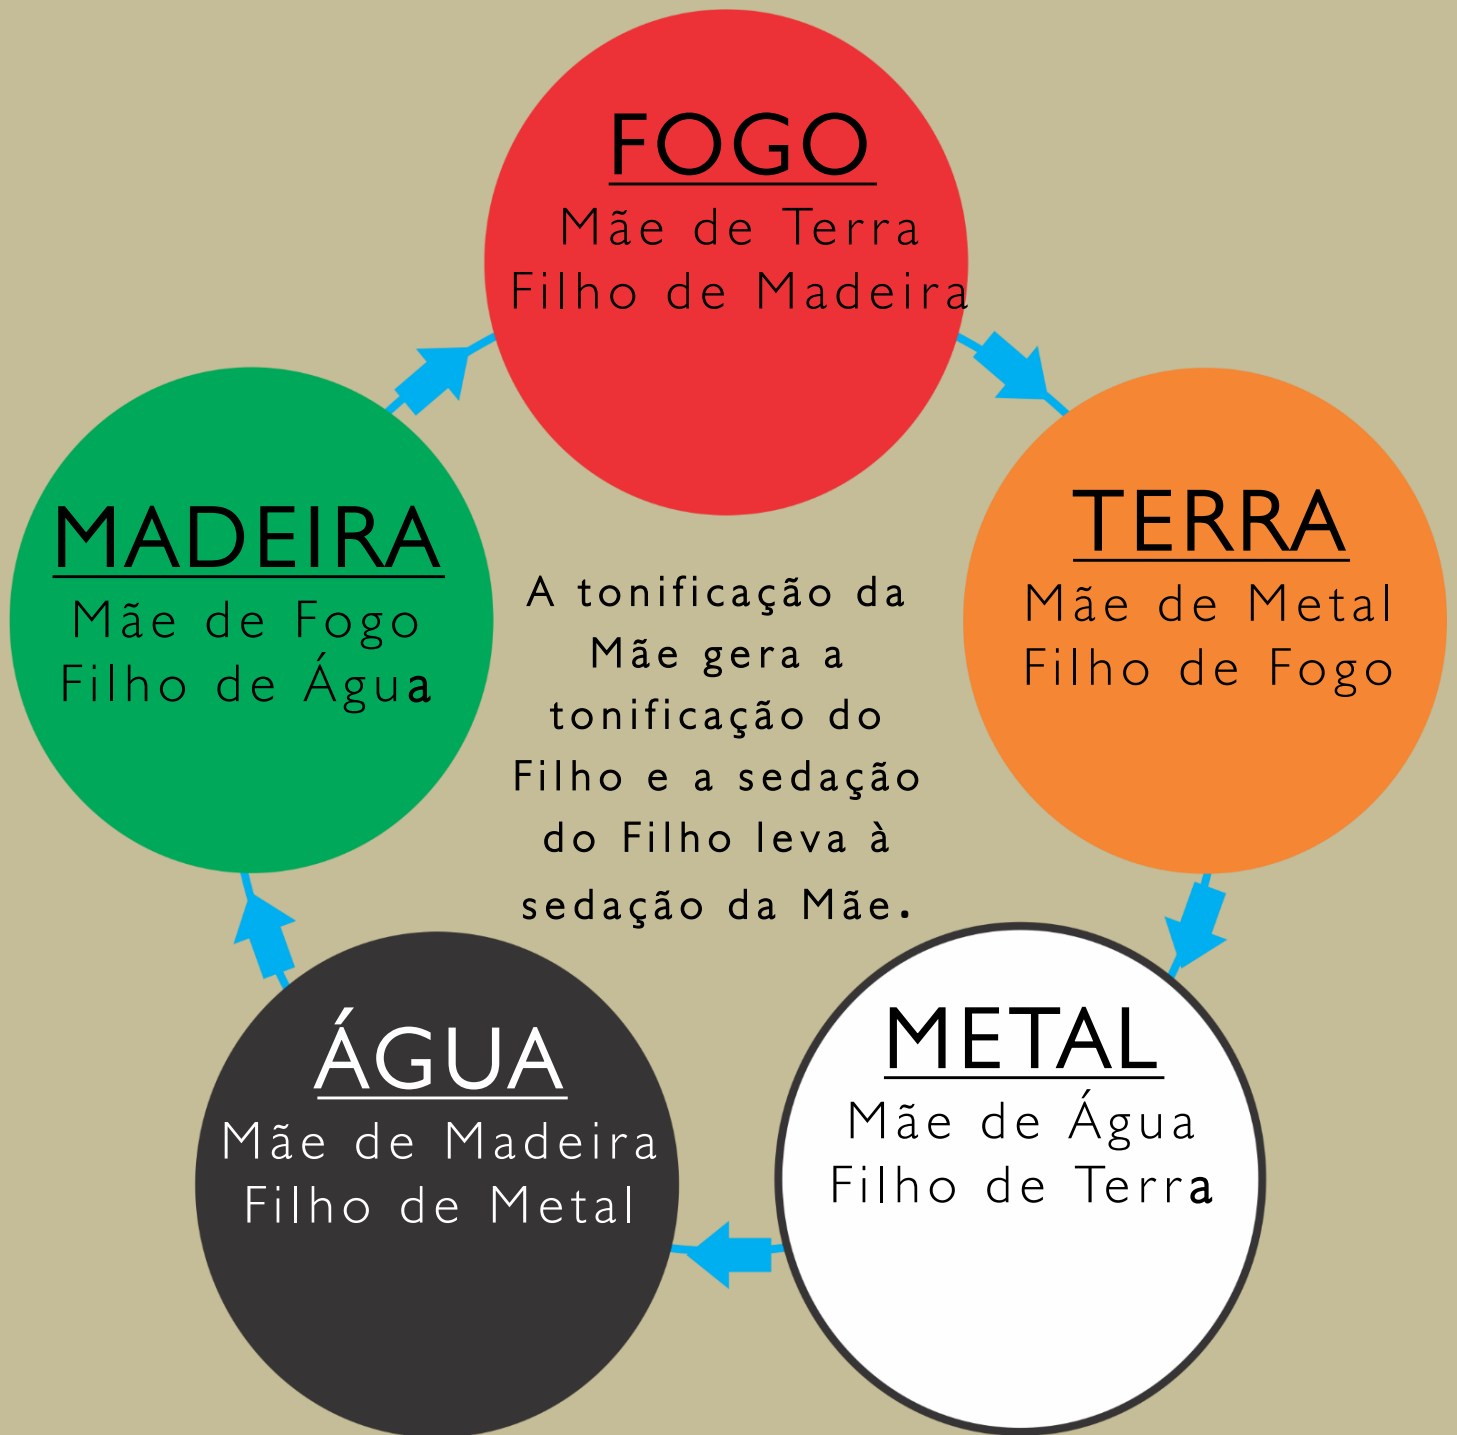 FOGO
Mãe de Terra
Filho de Madeira
MADEIRA
Mãe de Fogo
Filho de Água
TERRA
Mãe de Metal
Filho de Fogo
A tonificação da
Mãe gera a
tonificação do
Filho e a sedação
do Filho leva à
sedação da Mãe.
ÁGUA
Mãe de Madeira
Filho de Metal
METAL
Mãe de Água
Filho de Terra